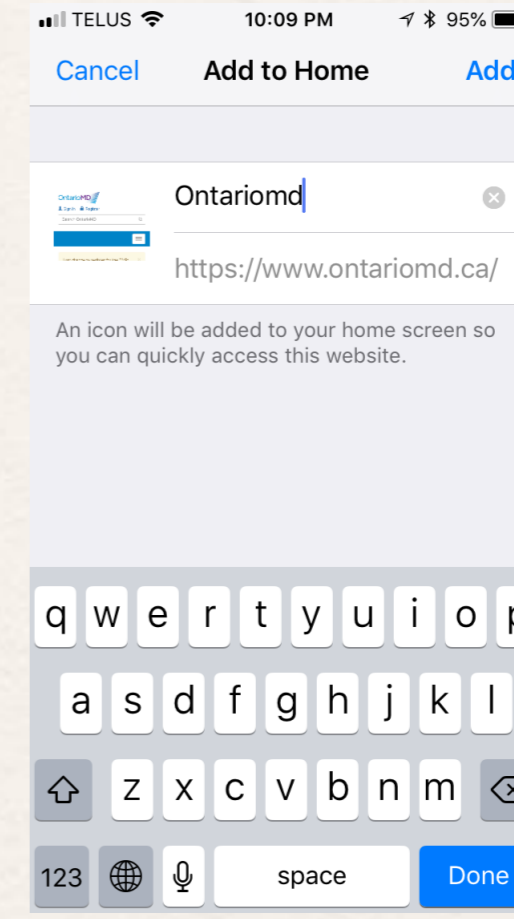 TELUS 10:09 PM 95%
Cancel Add to Home Add
OntarioMD
Ontariomd
https://www.ontariomd.ca/
An icon will be added to your home screen so
you can quickly access this website.
q w e r t y u i o p
a s d f g h j k l
z x c v b n m
123 space Done